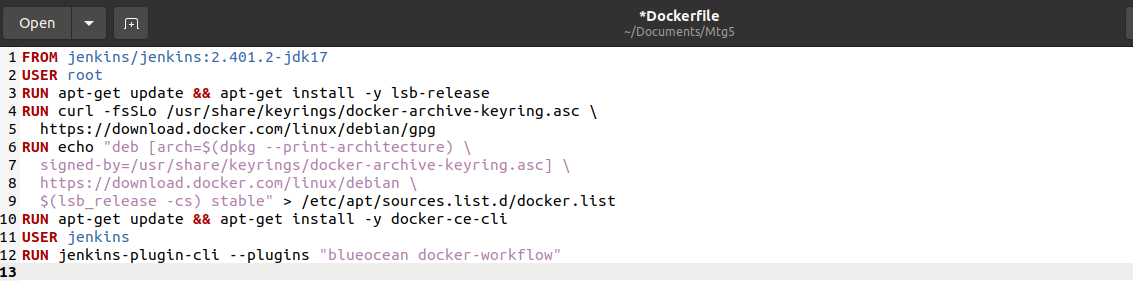 Open
*Dockerfile
~/Documents/Mtg5
1 FROM jenkins/jenkins:2.401.2-jdk17
2 USER root
3 RUN apt-get update && apt-get install -y lsb-release
4 RUN curl -fsSLo /usr/share/keyrings/docker-archive-keyring.asc \
5   https://download.docker.com/linux/debian/gpg
6 RUN echo "deb [arch=$(dpkg --print-architecture) \
7   signed-by=/usr/share/keyrings/docker-archive-keyring.asc] \
8   https://download.docker.com/linux/debian \
9   $(lsb_release -cs) stable" > /etc/apt/sources.list.d/docker.list
10 RUN apt-get update && apt-get install -y docker-ce-cli
11 USER jenkins
12 RUN jenkins-plugin-cli --plugins "blueocean docker-workflow"
13